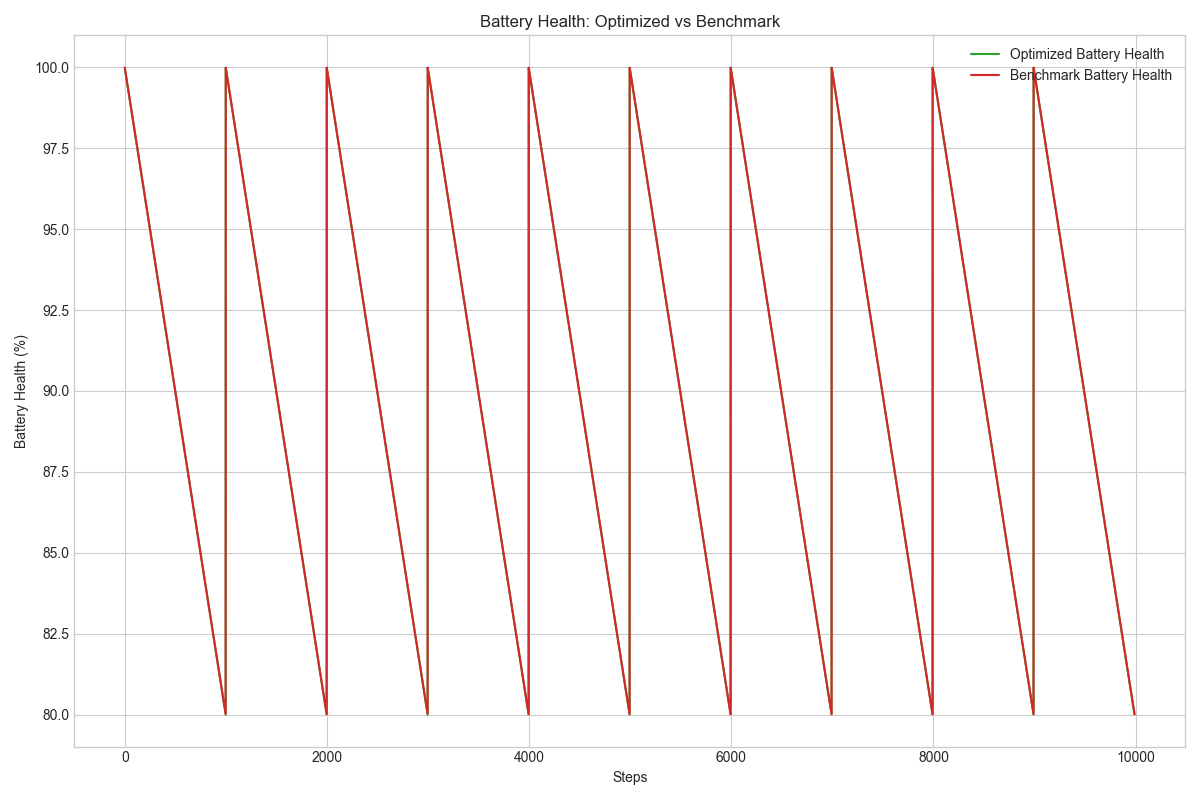 Battery Health: Optimized vs Benchmark
Optimized Battery Health
Benchmark Battery Health
100.0
97.5
95.0
92.5
90.0
87.5
85.0
82.5
80.0
Battery Health (%)
0 2000 4000 6000 8000 10000
Steps